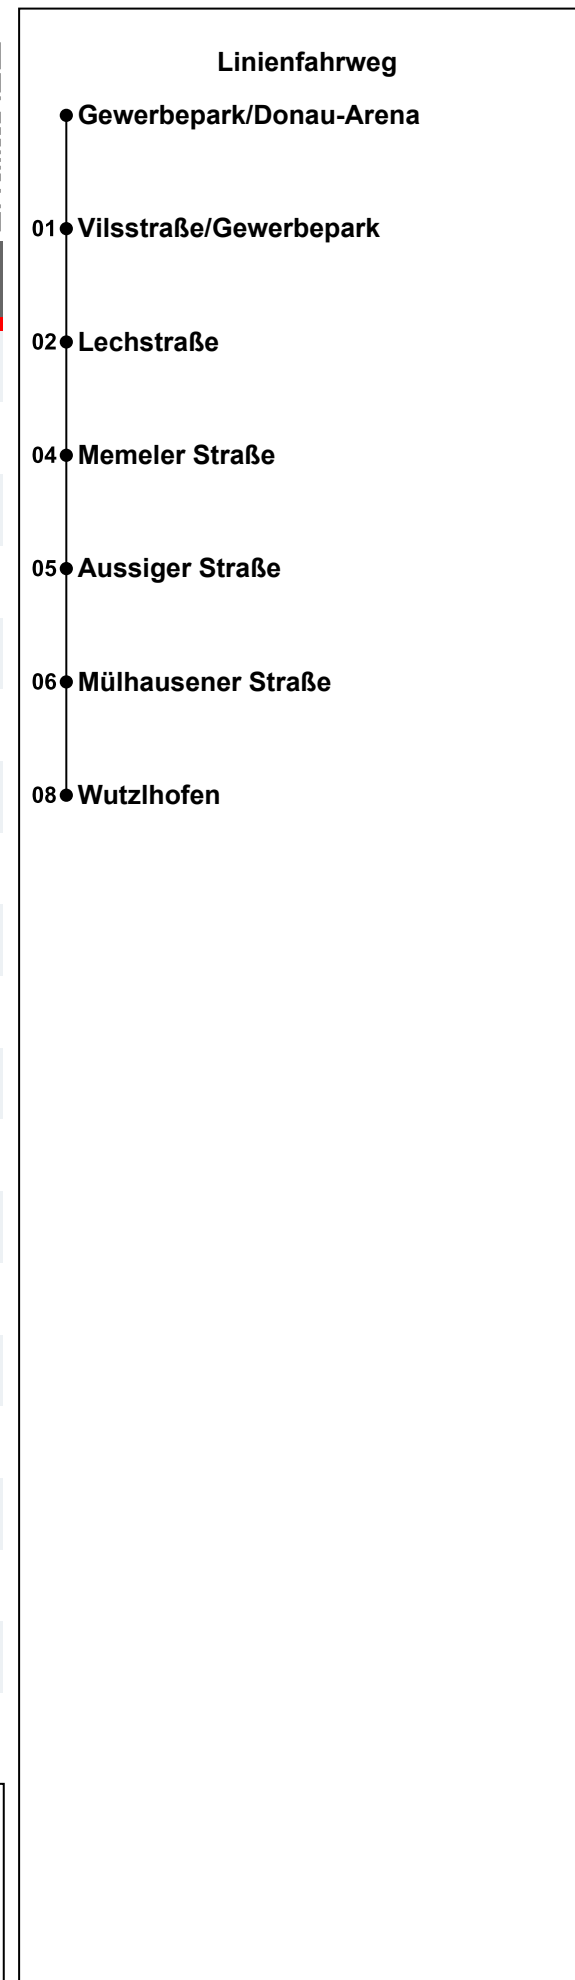 Linienfahrweg
Gewerbepark/Donau-Arena
01 Vilsstraße/Gewerbepark
02 Lechstraße
04 Memeler Straße
05 Aussiger Straße
06 Mülhausener Straße
08 Wutzlhofen